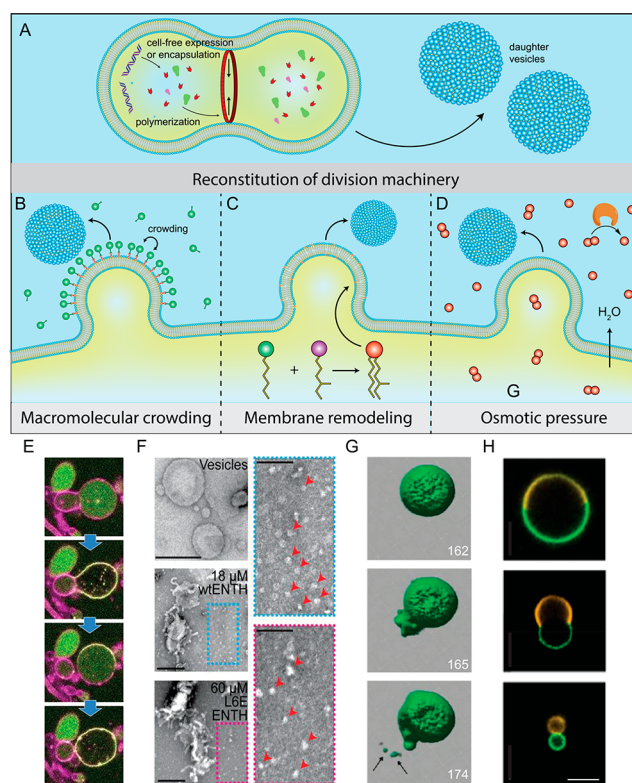 A
cell-free expression
or encapsulation
polymerization
daughter
vesicles
Reconstitution of division machinery
B
crowding
C
+
D
H2O
G
Macromolecular crowding
Membrane remodeling
Osmotic pressure
E
F
Vesicles
18 μM
wtENTH
60 μM
L6E
ENTH
G
162
165
174
H